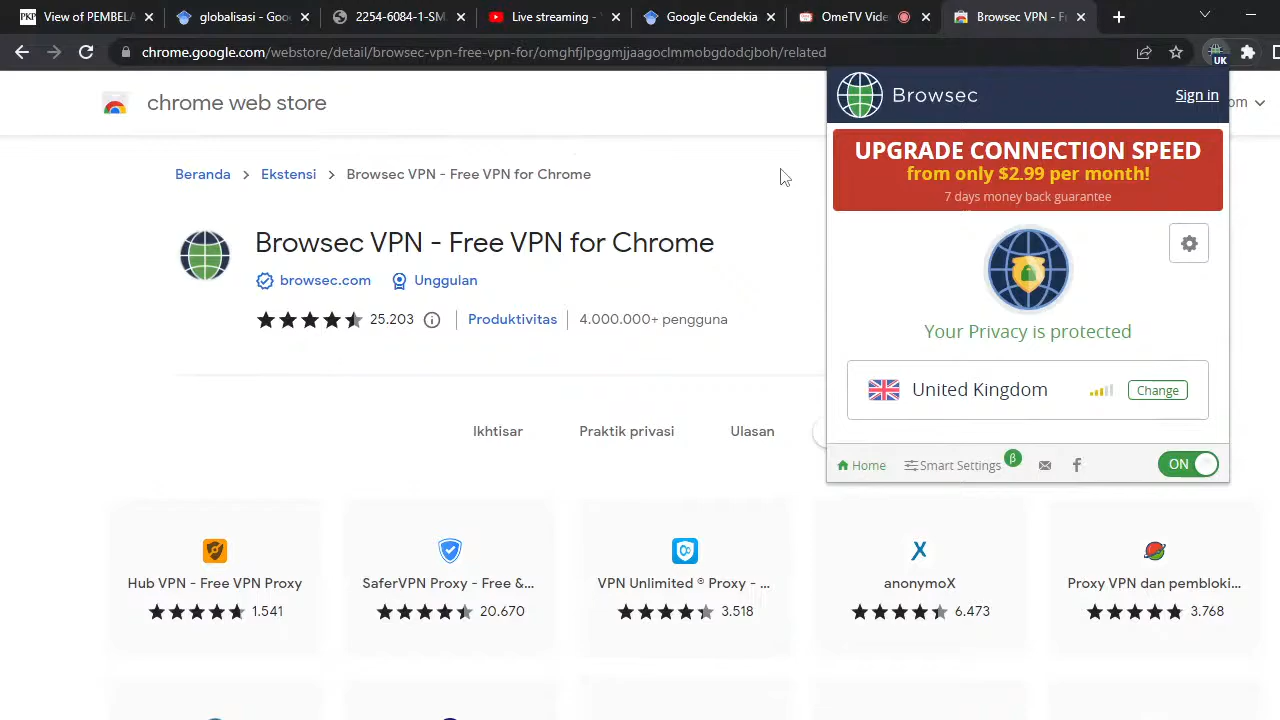 View of PEMBELA
globalisasi - Goo
2254-6084-1-SM.
Live streaming -
Google Cendekia
OmeTV Vide
Browsec VPN - F
chrome.google.com/webstore/detail/browsec-vpn-free-vpn-for/omghfjlpggmjjaagoclmmobgdodcjboh/related
UK
chrome web store
om
Beranda > Ekstensi > Browsec VPN - Free VPN for Chrome
Browsec VPN - Free VPN for Chrome
browsec.com Unggulan
25.203 Produktivitas 4.000.000+ pengguna
Ikhtisar Praktik privasi Ulasan
Browsec Sign in
UPGRADE CONNECTION SPEED
from only $2.99 per month!
7 days money back guarantee
Your Privacy is protected
United Kingdom Change
Home Smart Settings β ON
Hub VPN - Free VPN Proxy
1.541
SaferVPN Proxy - Free &...
20.670
VPN Unlimited ® Proxy - ...
3.518
anonymoX
6.473
Proxy VPN dan pembloki...
3.768